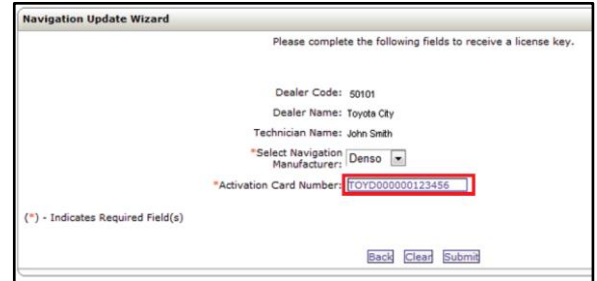 Navigation Update Wizard
Please complete the following fields to receive a license key.
Dealer Code: 50101
Dealer Name: Toyota City
Technician Name: John Smith
*Select Navigation
Manufacturer: Denso
*Activation Card Number: TOYD000000123456
(*) - Indicates Required Field(s)
Back Clear Submit